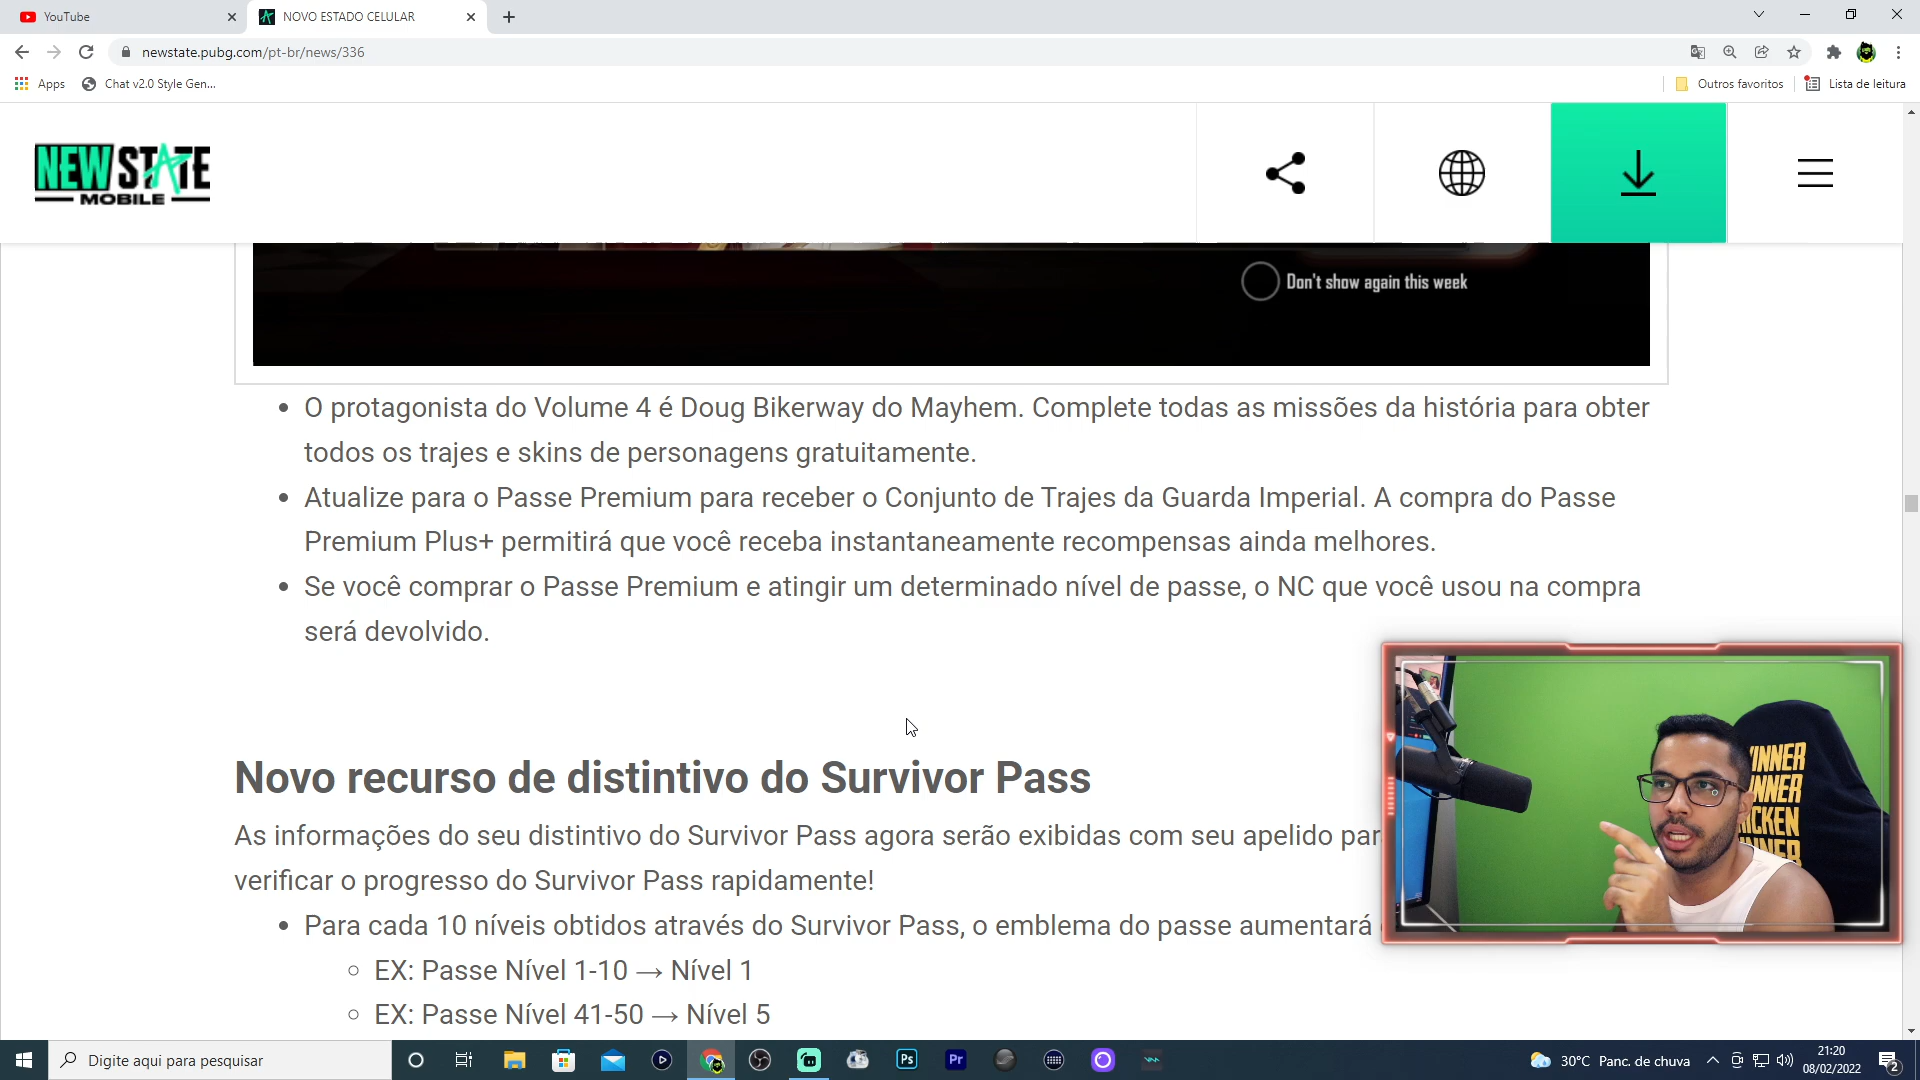 YouTube
NOVO ESTADO CELULAR
newstate.pubg.com/pt-br/news/336
Apps
Chat v2.0 Style Gen...
Outros favoritos
Lista de leitura
NEW STATE
MOBILE
Don't show again this week
• O protagonista do Volume 4 é Doug Bikerway do Mayhem. Complete todas as missões da história para obter
todos os trajes e skins de personagens gratuitamente.
• Atualize para o Passe Premium para receber o Conjunto de Trajes da Guarda Imperial. A compra do Passe
Premium Plus+ permitirá que você receba instantaneamente recompensas ainda melhores.
• Se você comprar o Passe Premium e atingir um determinado nível de passe, o NC que você usou na compra
será devolvido.
Novo recurso de distintivo do Survivor Pass
As informações do seu distintivo do Survivor Pass agora serão exibidas com seu apelido
verificar o progresso do Survivor Pass rapidamente!
• Para cada 10 níveis obtidos através do Survivor Pass, o emblema do passe aumentará
○ EX: Passe Nível 1-10 → Nível 1
○ EX: Passe Nível 41-50 → Nível 5
WINNER
WINNER
CHICKEN
DINNER
Digite aqui para pesquisar
Ps
Pr
30°C Panc. de chuva
21:20
08/02/2022
2